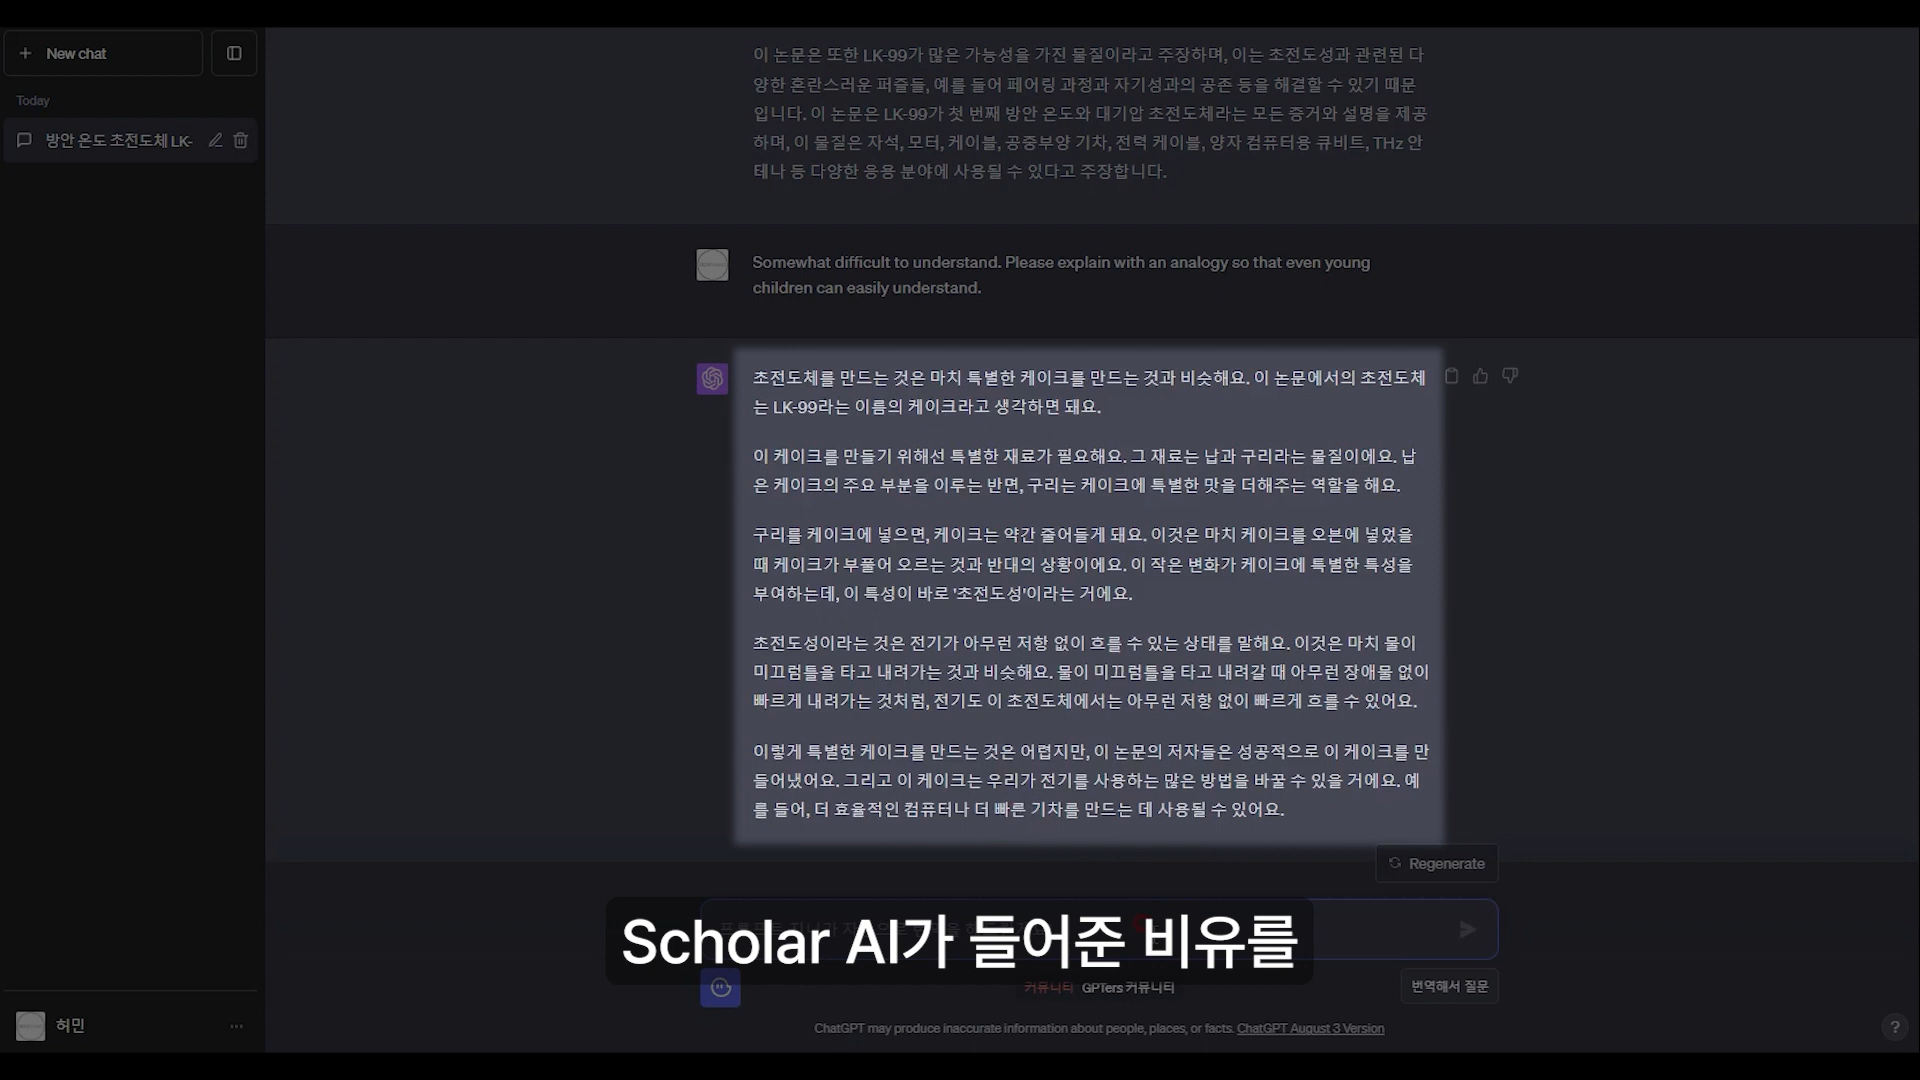 New chat
Today
방안 온도 초전도체 LK-
이 논문은 또한 LK-99가 많은 가능성을 가진 물질이라고 주장하며, 이는 초전도성과 관련된 다
양한 혼란스러운 퍼즐들, 예를 들어 페어링 과정과 자기성과의 공존 등을 해결할 수 있기 때문
입니다. 이 논문은 LK-99가 첫 번째 방안 온도와 대기압 초전도체라는 모든 증거와 설명을 제공
하며, 이 물질은 자석, 모터, 케이블, 공중부양 기차, 전력 케이블, 양자 컴퓨터용 큐비트, THz 안
테나 등 다양한 응용 분야에 사용될 수 있다고 주장합니다.
Somewhat difficult to understand. Please explain with an analogy so that even young
children can easily understand.
초전도체를 만드는 것은 마치 특별한 케이크를 만드는 것과 비슷해요. 이 논문에서의 초전도체
는 LK-99라는 이름의 케이크라고 생각하면 돼요.
이 케이크를 만들기 위해선 특별한 재료가 필요해요. 그 재료는 납과 구리라는 물질이에요. 납
은 케이크의 주요 부분을 이루는 반면, 구리는 케이크에 특별한 맛을 더해주는 역할을 해요.
구리를 케이크에 넣으면, 케이크는 약간 줄어들게 돼요. 이것은 마치 케이크를 오븐에 넣었을
때 케이크가 부풀어 오르는 것과 반대의 상황이에요. 이 작은 변화가 케이크에 특별한 특성을
부여하는데, 이 특성이 바로 '초전도성'이라는 거에요.
초전도성이라는 것은 전기가 아무런 저항 없이 흐를 수 있는 상태를 말해요. 이것은 마치 물이
미끄럼틀을 타고 내려가는 것과 비슷해요. 물이 미끄럼틀을 타고 내려갈 때 아무런 장애물 없이
빠르게 내려가는 것처럼, 전기도 이 초전도체에서는 아무런 저항 없이 빠르게 흐를 수 있어요.
이렇게 특별한 케이크를 만드는 것은 어렵지만, 이 논문의 저자들은 성공적으로 이 케이크를 만
들어냈어요. 그리고 이 케이크는 우리가 전기를 사용하는 많은 방법을 바꿀 수 있을 거에요. 예
를 들어, 더 효율적인 컴퓨터나 더 빠른 기차를 만드는 데 사용될 수 있어요.
Regenerate
Scholar AI가 들어준 비유를
커뮤니티 GPTers 커뮤니티
번역해서 질문
허민
ChatGPT may produce inaccurate information about people, places, or facts. ChatGPT August 3 Version
?